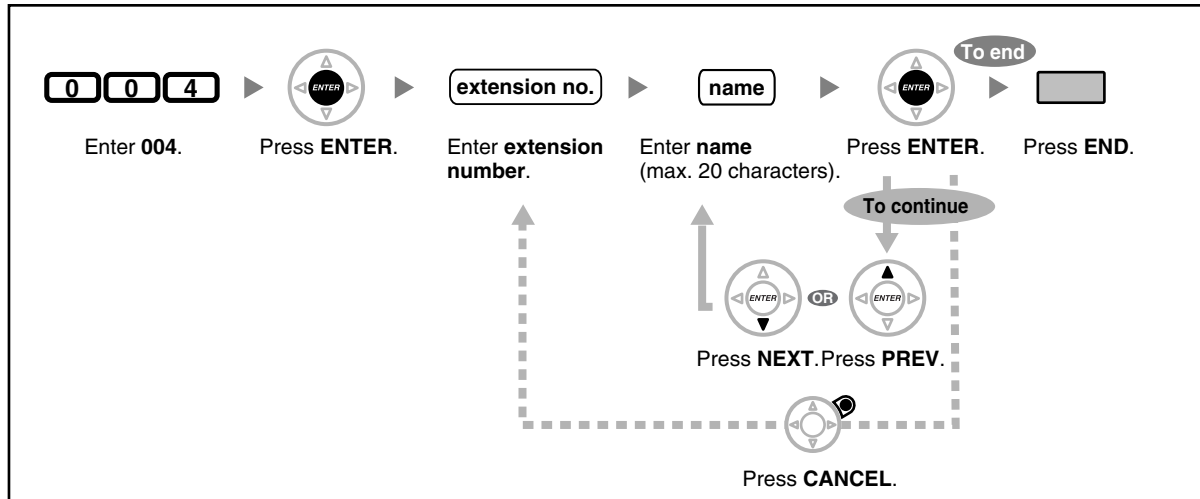 To end
0 0 4
ENTER
extension no.
name
ENTER
Enter 004.
Press ENTER.
Enter extension
number.
Enter name
(max. 20 characters).
Press ENTER.
Press END.
To continue
ENTER
OR
ENTER
Press NEXT.
Press PREV.
Press CANCEL.